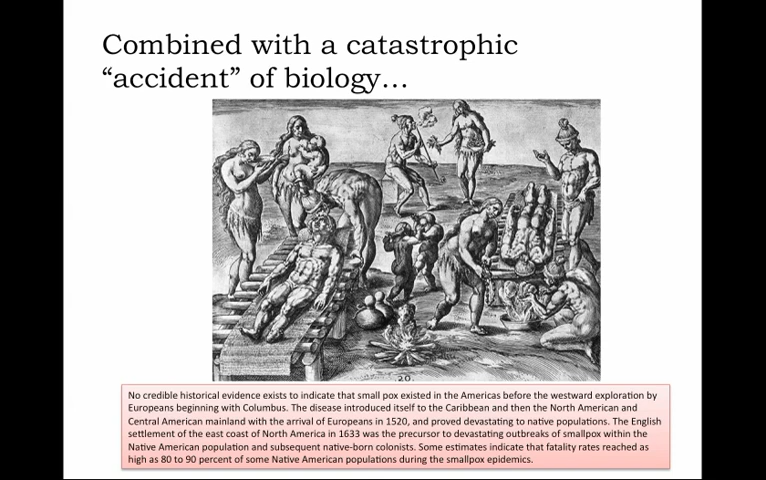 Combined with a catastrophic
“accident” of biology…
.20.
No credible historical evidence exists to indicate that small pox existed in the Americas before the westward exploration by
Europeans beginning with Columbus. The disease introduced itself to the Caribbean and then the North American and
Central American mainland with the arrival of Europeans in 1520, and proved devastating to native populations. The English
settlement of the east coast of North America in 1633 was the precursor to devastating outbreaks of smallpox within the
Native American population and subsequent native-born colonists. Some estimates indicate that fatality rates reached as
high as 80 to 90 percent of some Native American populations during the smallpox epidemics.